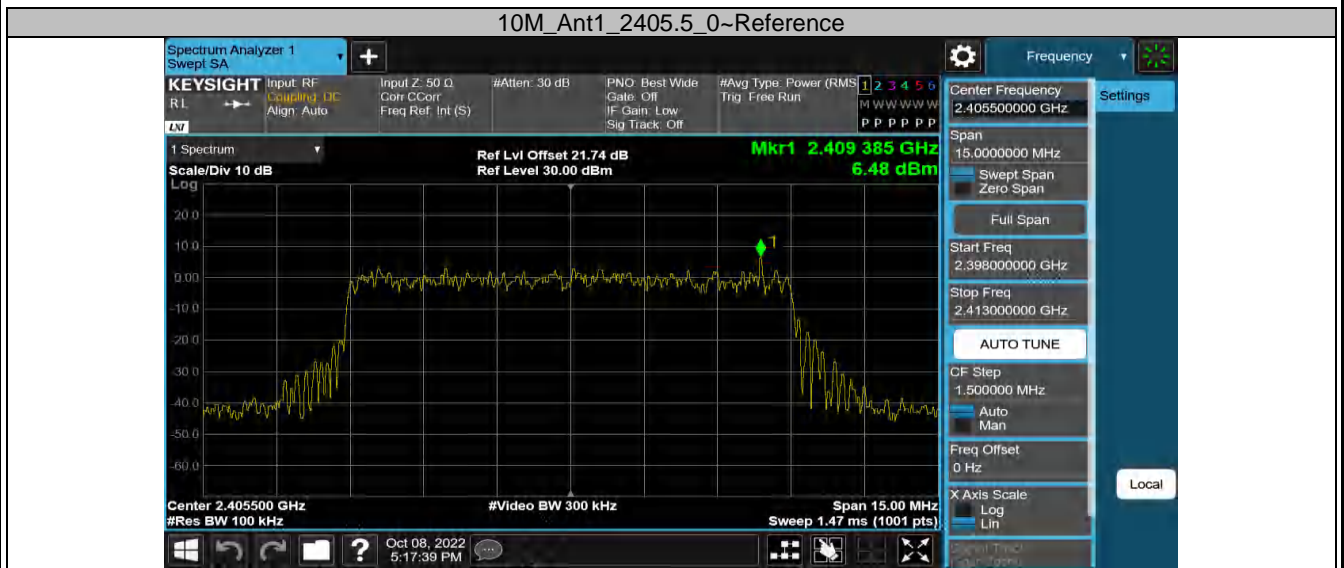 10M_Ant1_2405.5_0~Reference
Spectrum Analyzer 1
Swept SA
+
Frequency
KEYSIGHT
RL
LXI
Input: RF
Coupling: DC
Align: Auto
Input Z: 50 Ω
Corr CCorr
Freq Ref: Int (S)
#Atten: 30 dB
PNO: Best Wide
Gate: Off
IF Gain: Low
Sig Track: Off
#Avg Type: Power (RMS
Trig: Free Run
1 2 3 4 5 6
M W W W W W
P P P P P P
1 Spectrum
Scale/Div 10 dB
Log
Ref Lvl Offset 21.74 dB
Ref Level 30.00 dBm
Mkr1 2.409 385 GHz
6.48 dBm
20.0
10.0
0.00
-10.0
-20.0
-30.0
-40.0
-50.0
-60.0
1
Center 2.405500 GHz
#Res BW 100 kHz
#Video BW 300 kHz
Span 15.00 MHz
Sweep 1.47 ms (1001 pts)
Center Frequency
2.405500000 GHz
Span
15.0000000 MHz
Swept Span
Zero Span
Full Span
Start Freq
2.398000000 GHz
Stop Freq
2.413000000 GHz
AUTO TUNE
CF Step
1.500000 MHz
Auto
Man
Freq Offset
0 Hz
X Axis Scale
Log
Lin
Settings
Local
?
Oct 08, 2022
5:17:39 PM